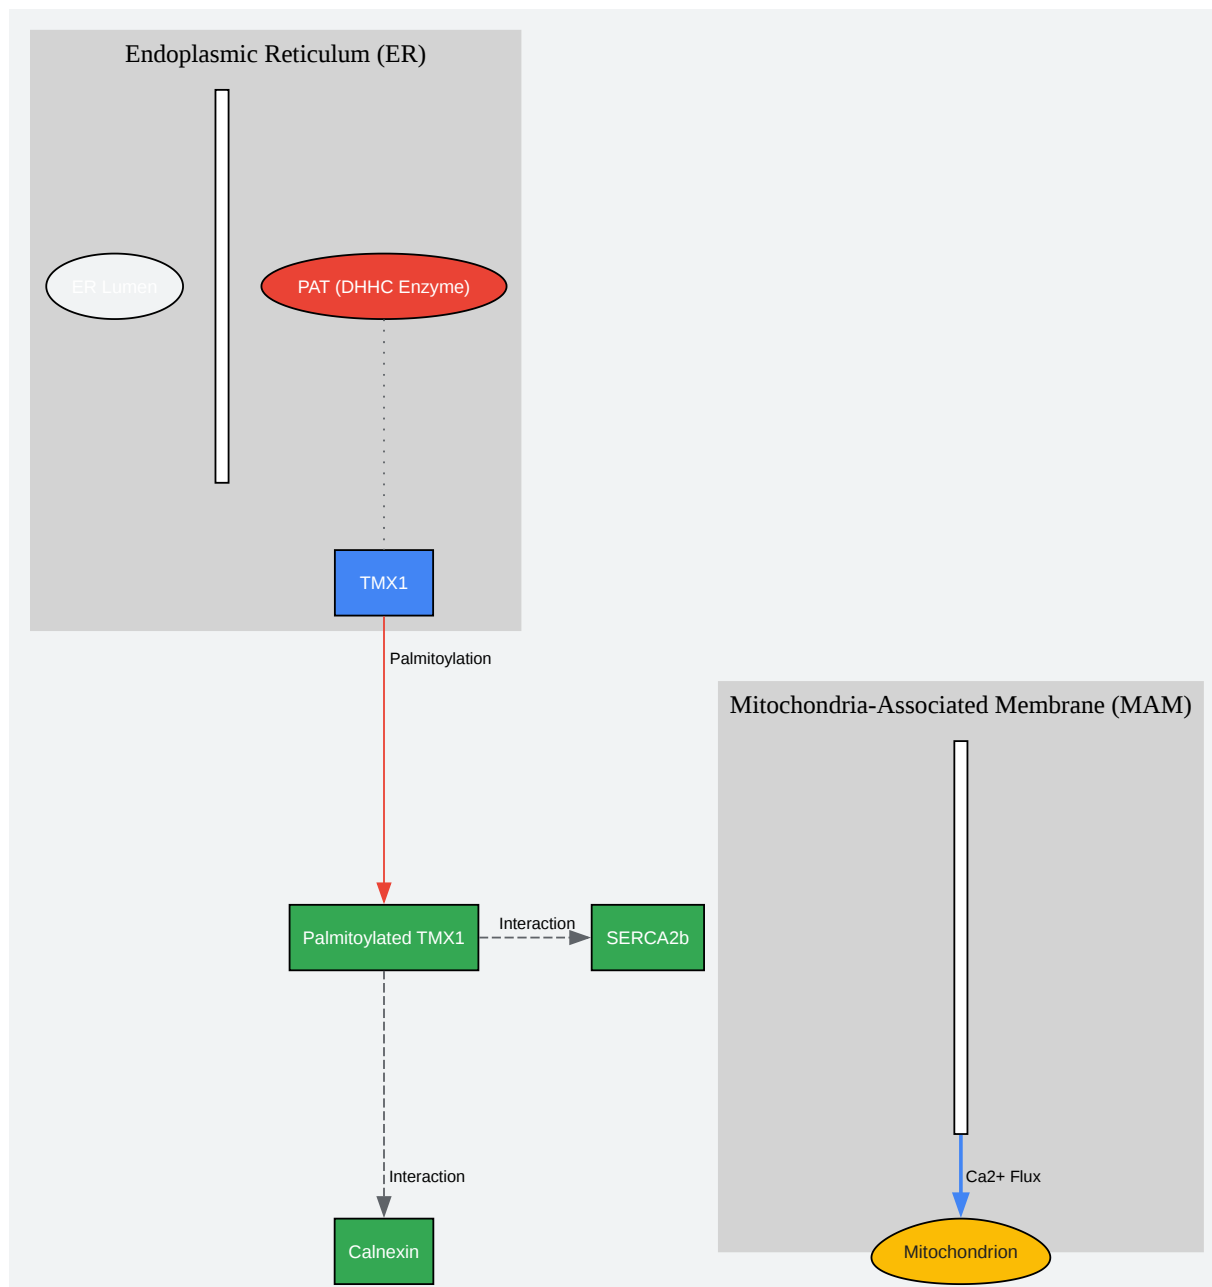 Endoplasmic Reticulum (ER)
ER Lumen
PAT (DHHC Enzyme)
TMX1
Palmitoylation
Mitochondria-Associated Membrane (MAM)
Palmitoylated TMX1
Interaction
SERCA2b
Interaction
Ca2+ Flux
Calnexin
Mitochondrion